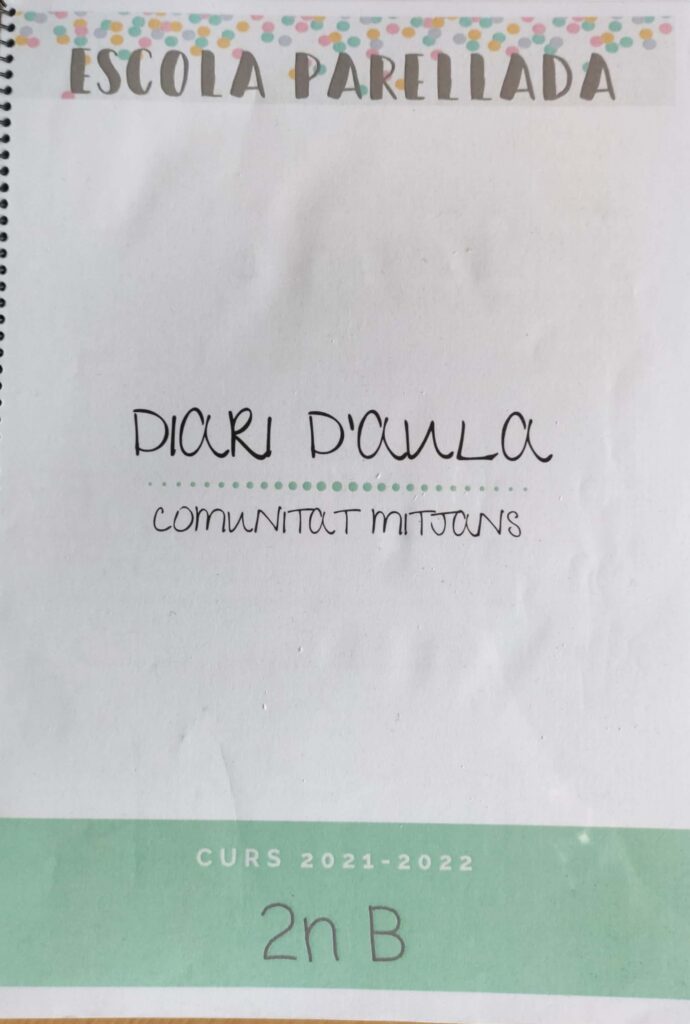 ESCOLA PARELLADA
DIARI D'AULA
COMUNITAT MITJANS
CURS 2021-2022
2n B